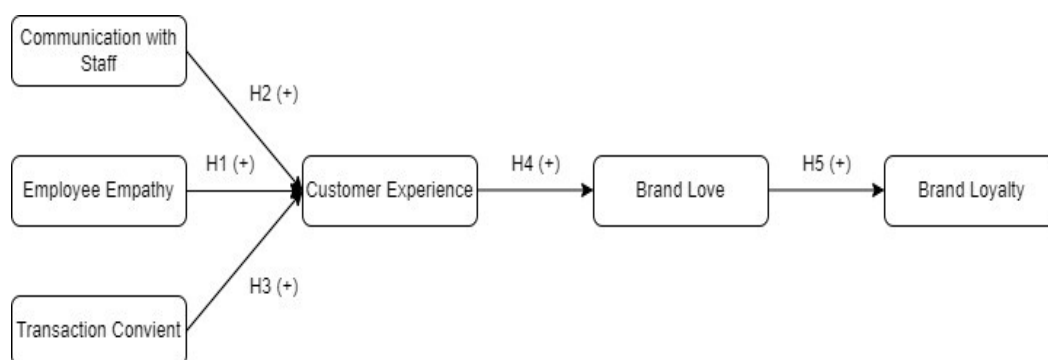 Communication with
Staff
H2 (+)
H1 (+)
H4 (+)
H5 (+)
Employee Empathy
Customer Experience
Brand Love
Brand Loyalty
H3 (+)
Transaction Convient